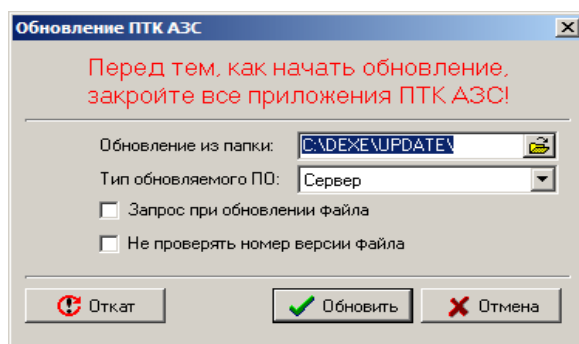 Обновление ПТК АЗС
Перед тем, как начать обновление,
закройте все приложения ПТК АЗС!
Обновление из папки: C:\DEXE\UPDATE\
Тип обновляемого ПО: Сервер
Запрос при обновлении файла
Не проверять номер версии файла
Откат Обновить Отмена